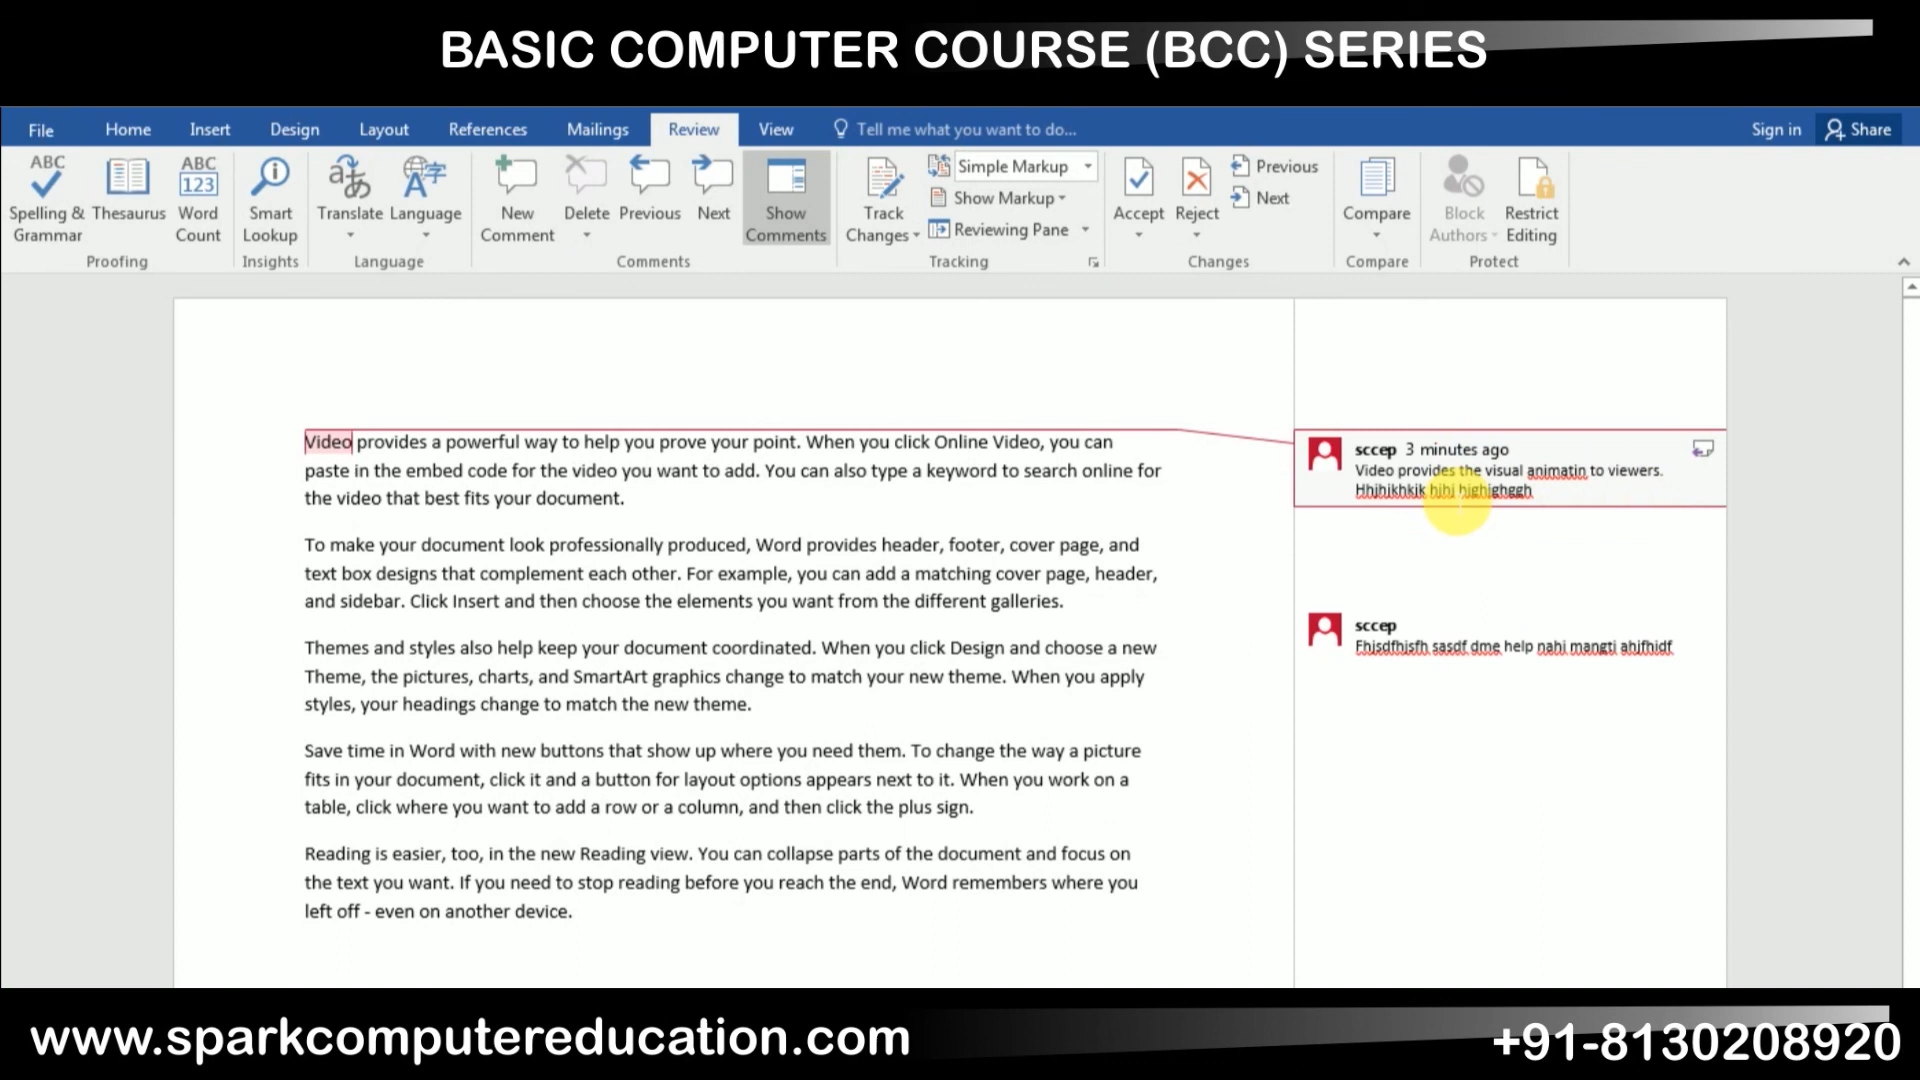 BASIC COMPUTER COURSE (BCC) SERIES
File Home Insert Design Layout References Mailings Review View Tell me what you want to do... Sign in Share
ABC ABC 123
Simple Markup Previous
Show Markup Next
Spelling & Grammar Thesaurus Word Count Smart Lookup Translate Language New Comment Delete Previous Next Show Comments Track Changes Accept Reject Compare Block Authors Restrict Editing
Reviewing Pane
Proofing Insights Language Comments Tracking Changes Compare Protect
Video provides a powerful way to help you prove your point. When you click Online Video, you can
paste in the embed code for the video you want to add. You can also type a keyword to search online for
the video that best fits your document.
To make your document look professionally produced, Word provides header, footer, cover page, and
text box designs that complement each other. For example, you can add a matching cover page, header,
and sidebar. Click Insert and then choose the elements you want from the different galleries.
Themes and styles also help keep your document coordinated. When you click Design and choose a new
Theme, the pictures, charts, and SmartArt graphics change to match your new theme. When you apply
styles, your headings change to match the new theme.
Save time in Word with new buttons that show up where you need them. To change the way a picture
fits in your document, click it and a button for layout options appears next to it. When you work on a
table, click where you want to add a row or a column, and then click the plus sign.
Reading is easier, too, in the new Reading view. You can collapse parts of the document and focus on
the text you want. If you need to stop reading before you reach the end, Word remembers where you
left off - even on another device.
sccep 3 minutes ago
Video provides the visual animatin to viewers.
sccep
sasdf dme help nahi mangti
www.sparkcomputereducation.com
+91-8130208920